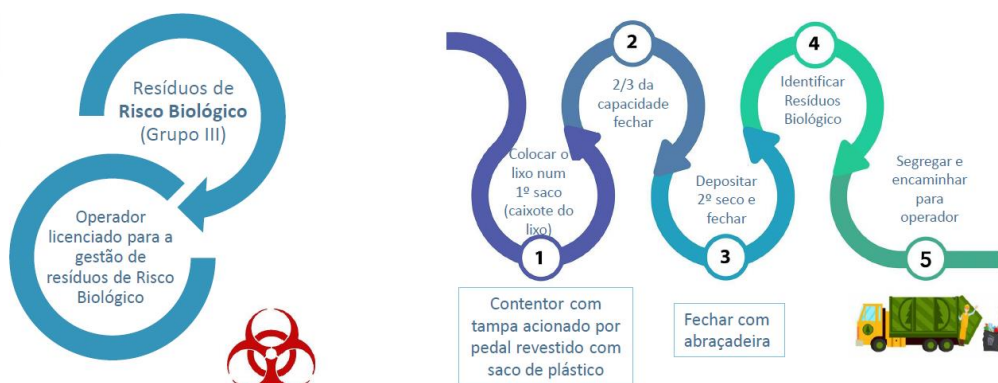 Resíduos de
Risco Biológico
(Grupo III)
Operador
licenciado para a
gestão de
resíduos de Risco
Biológico
1
Colocar o
lixo num
1º saco
(caixote do
lixo)
Contentor com
tampa acionado por
pedal revestido com
saco de plástico
2
2/3 da
capacidade
fechar
3
Depositar
2º seco e
fechar
Fechar com
abraçadeira
4
Identificar
Resíduos
Biológico
5
Segregar e
encaminhar
para
operador